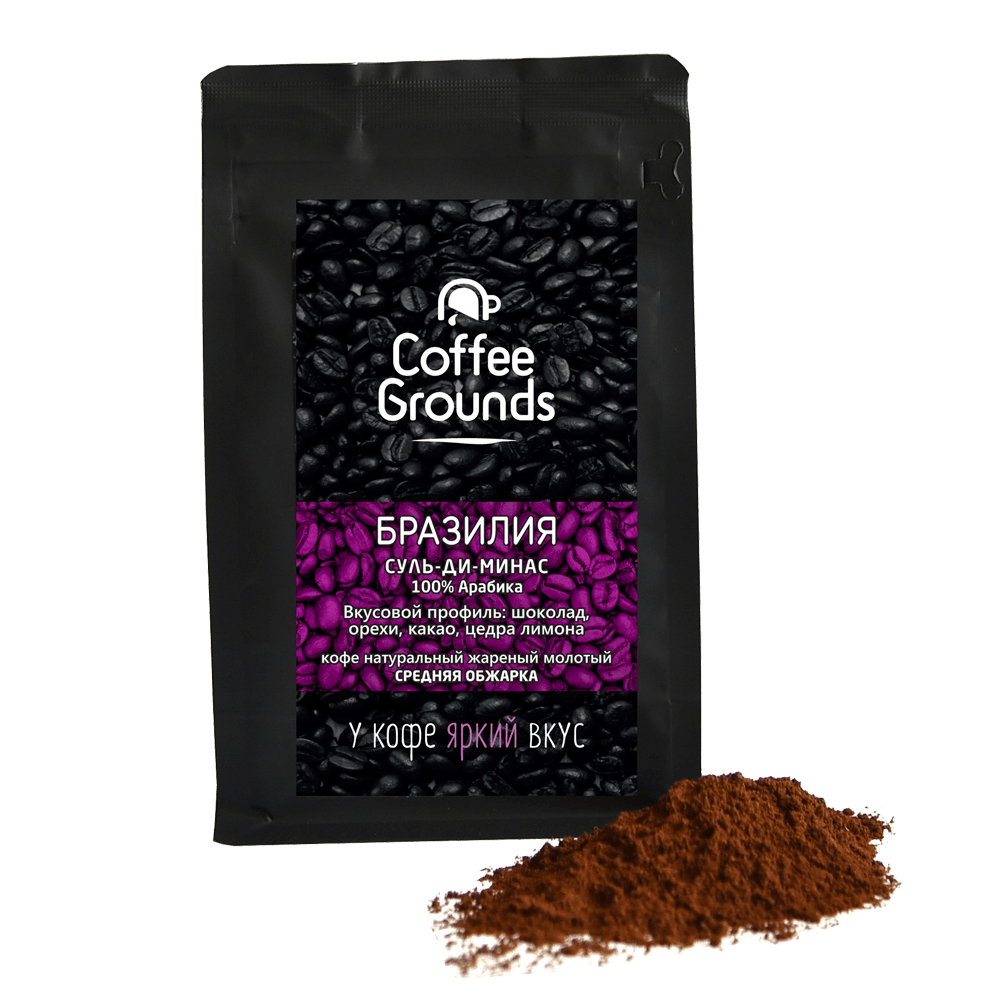 Coffee
Grounds
БРАЗИЛИЯ
СУЛЬ-ДИ-МИНАС
100% Арабика
Вкусовой профиль: шоколад,
орехи, какао, цедра лимона
кофе натуральный жареный молотый
СРЕДНЯЯ ОБЖАРКА
У кофе яркий вкус